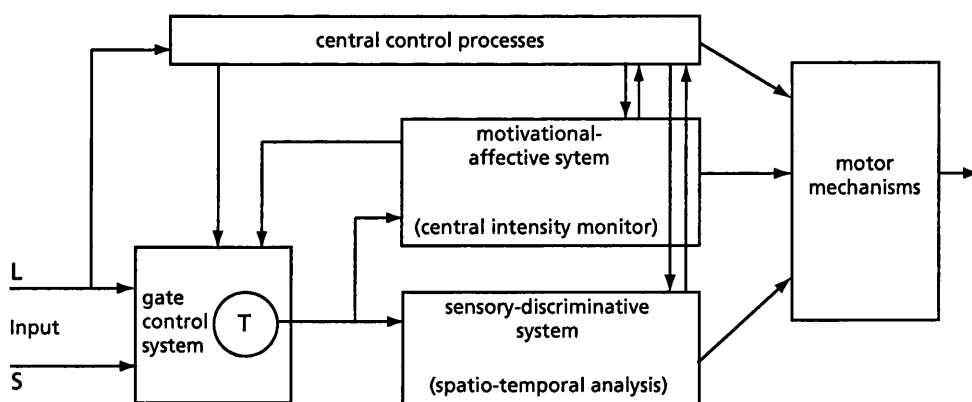 central control processes
motivational-
affective sytem
(central intensity monitor)
motor
mechanisms
L
Input
S
gate
control
system
T
sensory-discriminative
system
(spatio-temporal analysis)